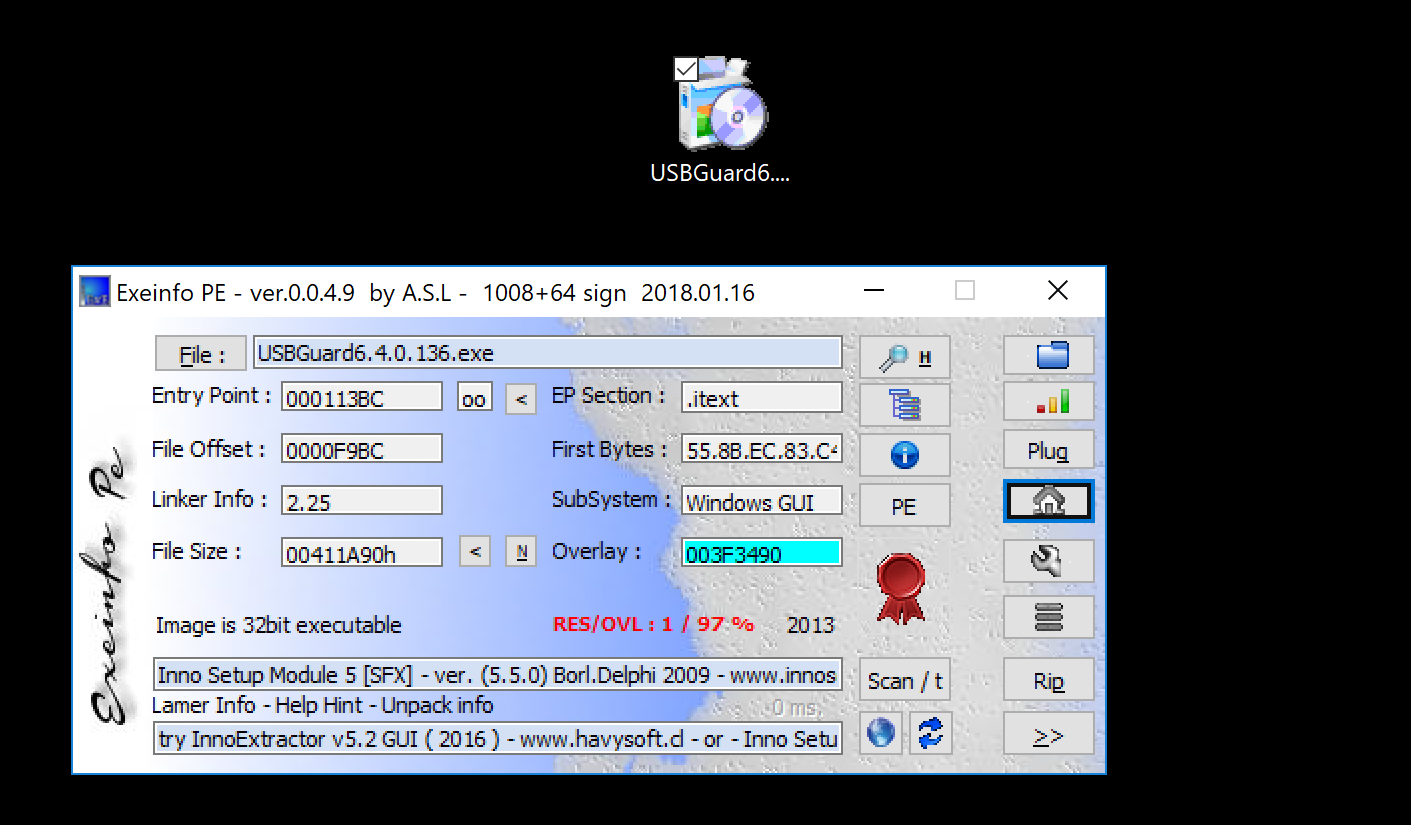 USBGuard6....
Exeinfo PE - ver.0.0.4.9 by A.S.L - 1008+64 sign 2018.01.16
File : USBGuard6.4.0.136.exe H
Entry Point : 000113BC oo < EP Section : .itext
File Offset : 0000F9BC First Bytes : 55.8B.EC.83.C4 Plug
Linker Info : 2.25 SubSystem : Windows GUI PE
File Size : 00411A90h < N Overlay : 003F3490
Image is 32bit executable RES/OVL : 1 / 97 % 2013
Inno Setup Module 5 [SFX] - ver. (5.5.0) Borl.Delphi 2009 - www.innos Scan / t Rip
Lamer Info - Help Hint - Unpack info 0 ms.
try InnoExtractor v5.2 GUI ( 2016 ) - www.havysoft.cl - or - Inno Setu >>
Exeinfo Pe